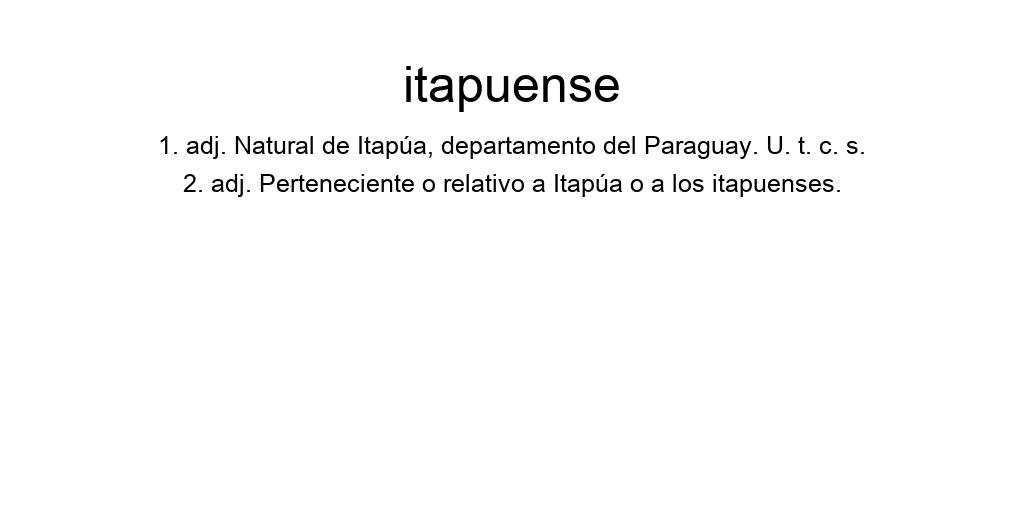 itapuense
1. adj. Natural de Itapúa, departamento del Paraguay. U. t. c. s.
2. adj. Perteneciente o relativo a Itapúa o a los itapuenses.